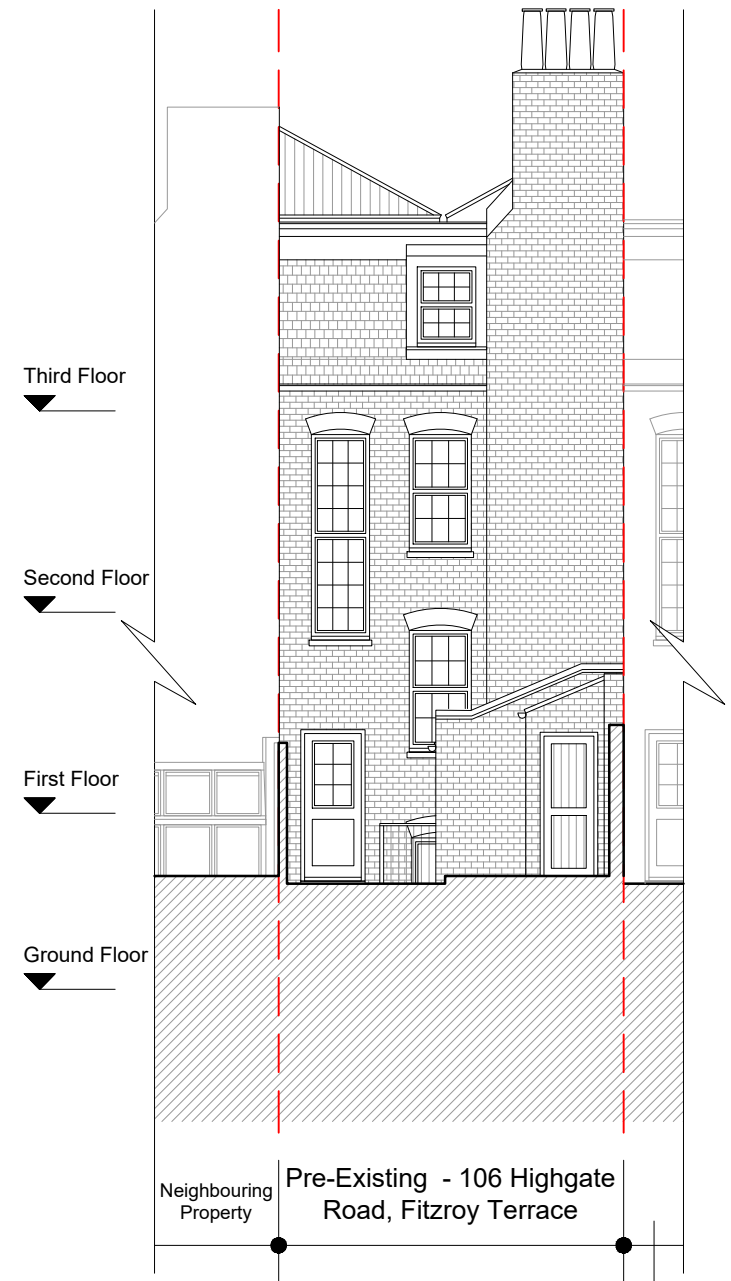 Third Floor
Second Floor
First Floor
Ground Floor
Neighbouring
Property
Pre-Existing - 106 Highgate
Road, Fitzroy Terrace